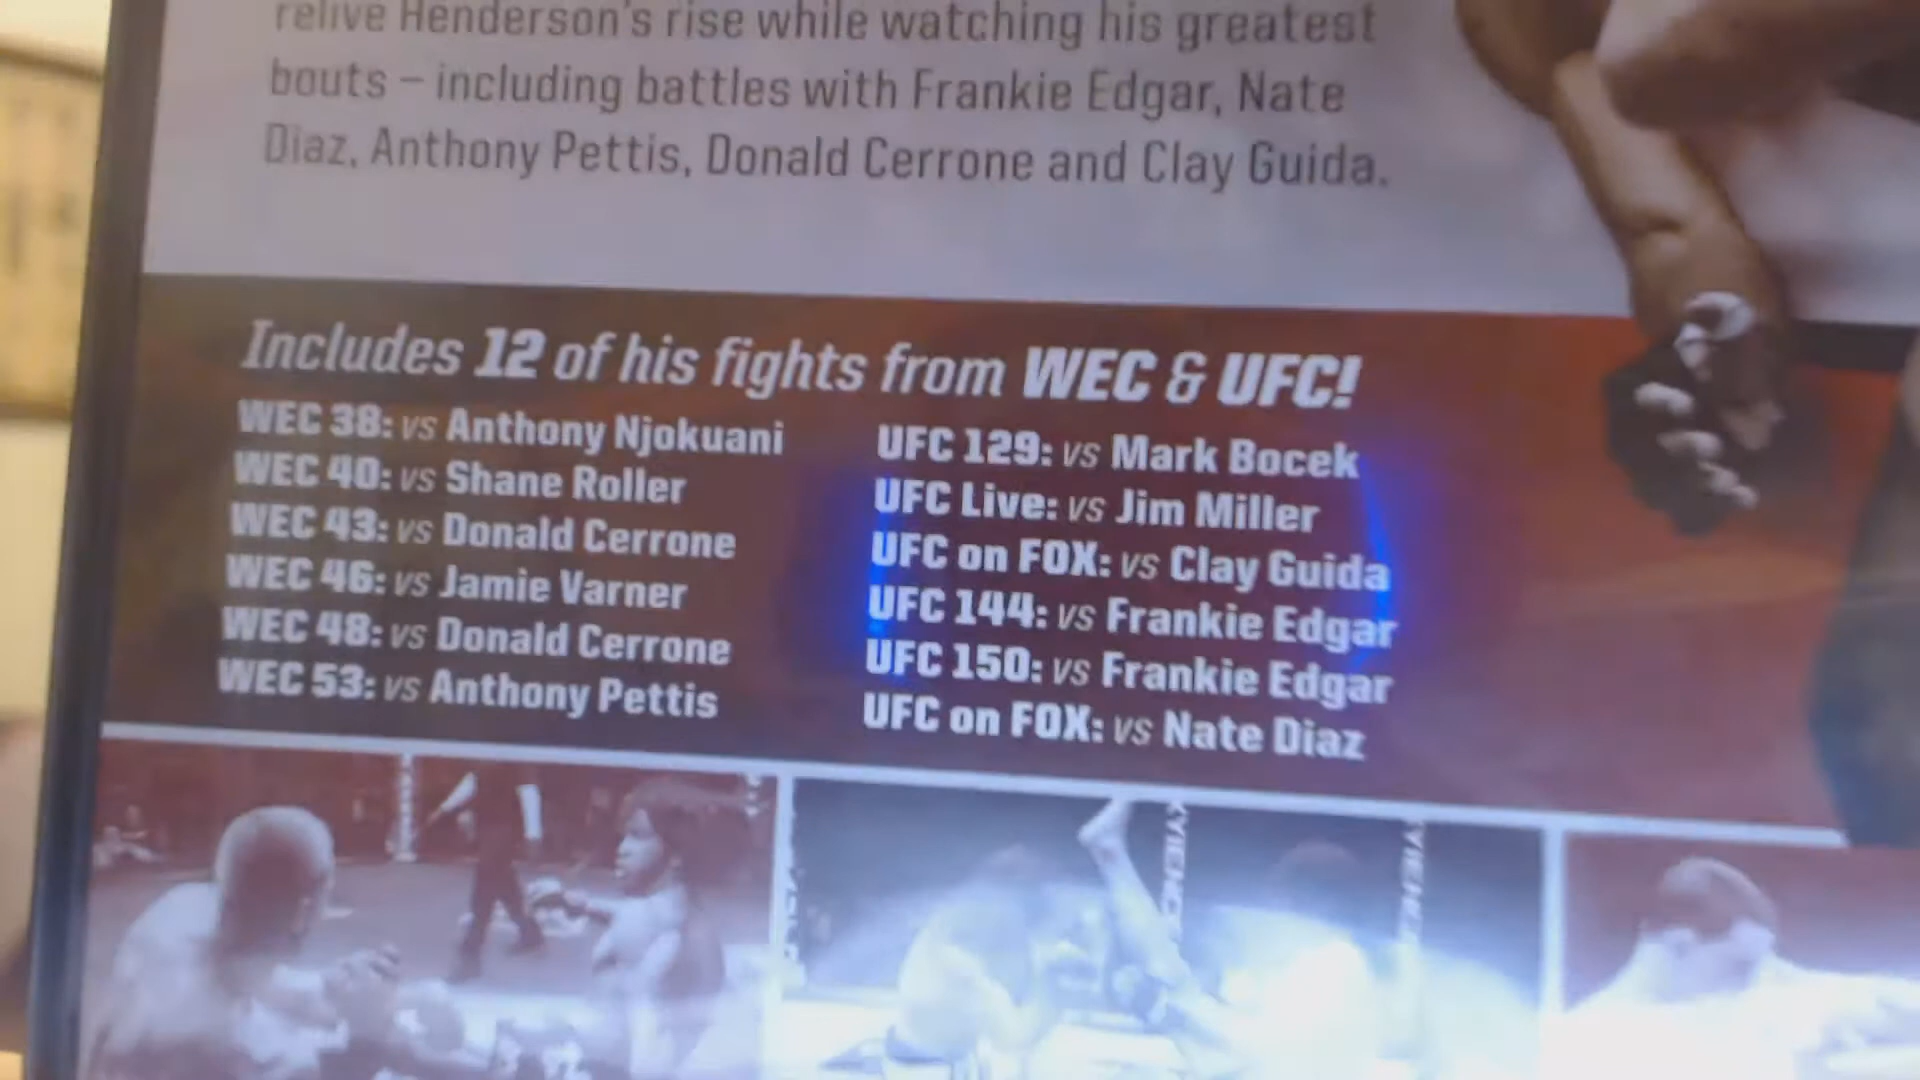 relive Henderson's rise while watching his greatest
bouts – including battles with Frankie Edgar, Nate
Diaz, Anthony Pettis, Donald Cerrone and Clay Guida.
Includes 12 of his fights from WEC & UFC!
WEC 38: vs Anthony Njokuani
WEC 40: vs Shane Roller
WEC 43: vs Donald Cerrone
WEC 46: vs Jamie Varner
WEC 48: vs Donald Cerrone
WEC 53: vs Anthony Pettis
UFC 129: vs Mark Bocek
UFC Live: vs Jim Miller
UFC on FOX: vs Clay Guida
UFC 144: vs Frankie Edgar
UFC 150: vs Frankie Edgar
UFC on FOX: vs Nate Diaz